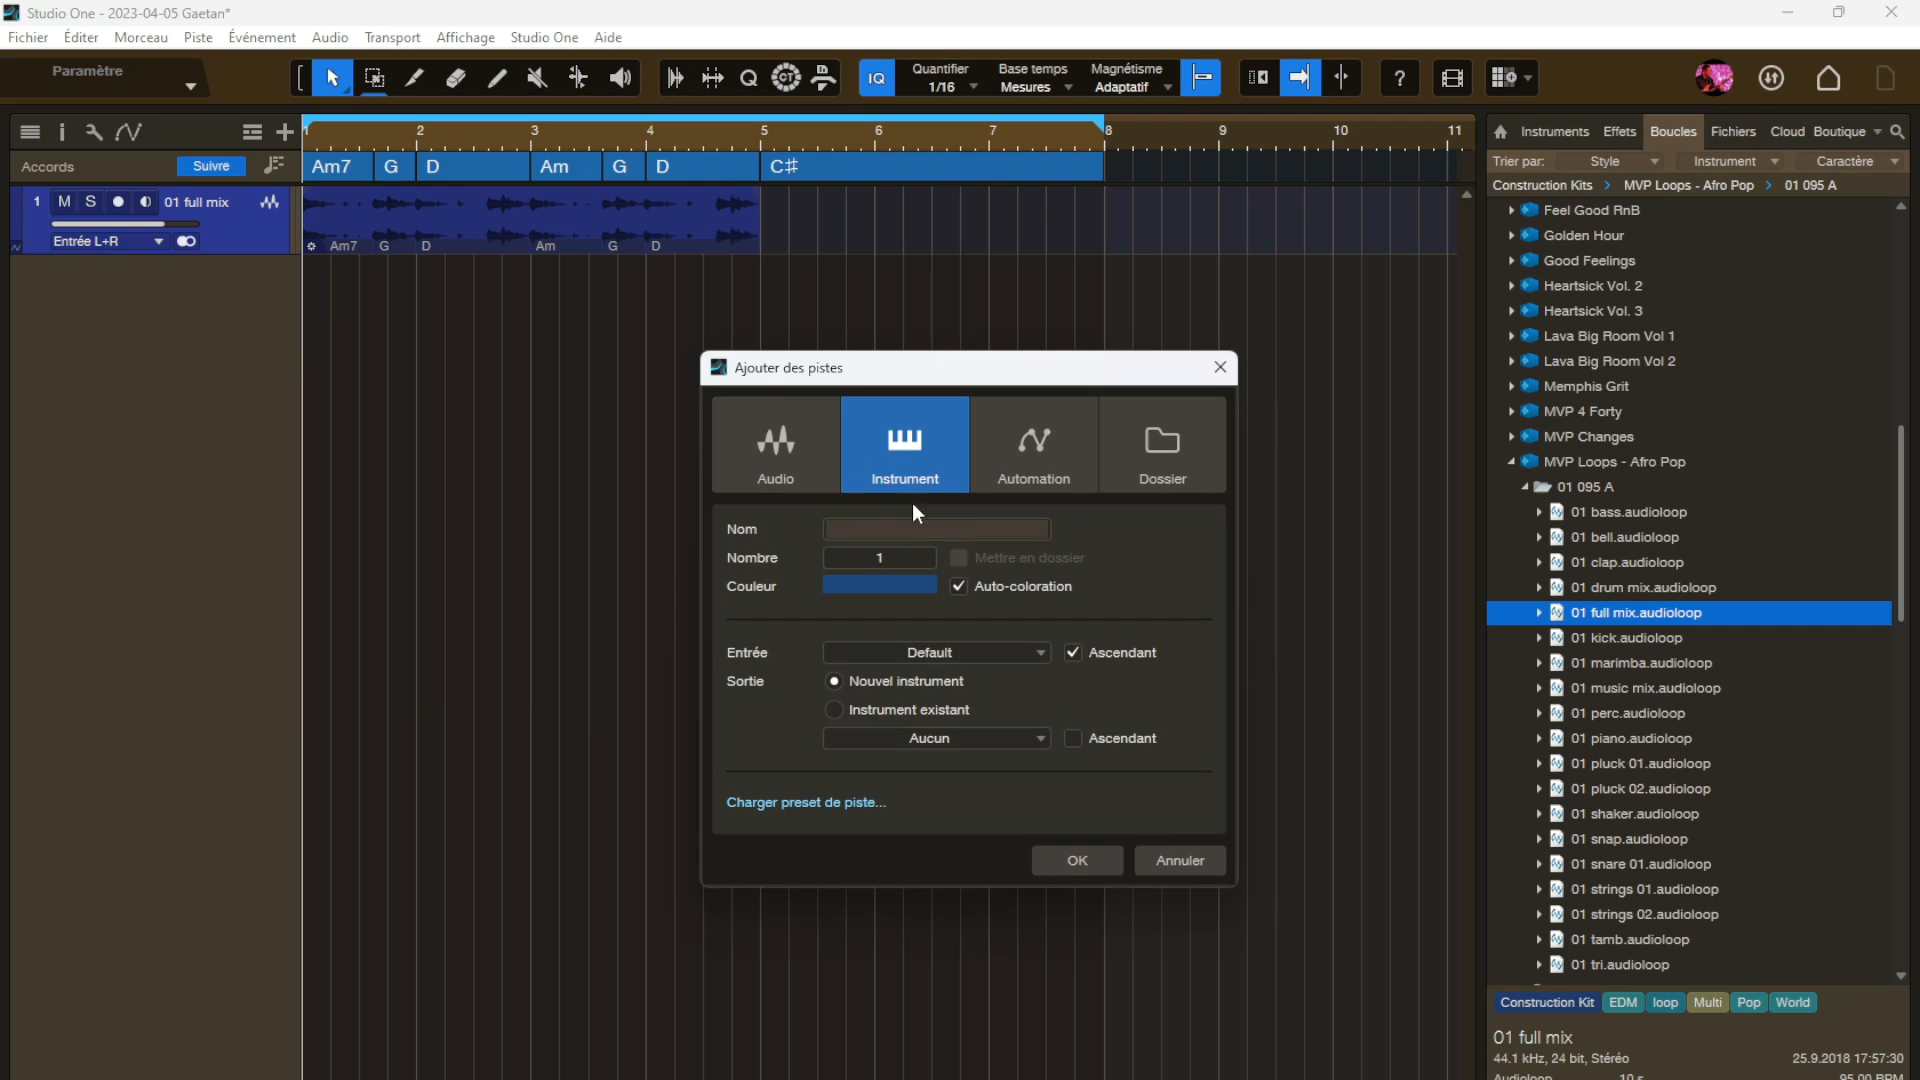 Studio One - 2023-04-05 Gaetan*
Fichier Éditer Morceau Piste Événement Audio Transport Affichage Studio One Aide
Paramètre
IQ
Quantifier
1/16
Base temps
Mesures
Magnétisme
Adaptatif
?
1 2 3 4 5 6 7 8 9 10 11
Accords Suivre
Am7 G D Am G D C♯
1 M S 01 full mix
Entrée L+R
Am7 G D Am G D
Ajouter des pistes
Audio Instrument Automation Dossier
Nom
Nombre 1 Mettre en dossier
Couleur Auto-coloration
Entrée Default Ascendant
Sortie Nouvel instrument
Instrument existant
Aucun Ascendant
Charger preset de piste...
OK Annuler
Instruments Effets Boucles Fichiers Cloud Boutique
Trier par: Style Instrument Caractère
Construction Kits > MVP Loops - Afro Pop > 01 095 A
Feel Good RnB
Golden Hour
Good Feelings
Heartsick Vol. 2
Heartsick Vol. 3
Lava Big Room Vol 1
Lava Big Room Vol 2
Memphis Grit
MVP 4 Forty
MVP Changes
MVP Loops - Afro Pop
01 095 A
01 bass.audioloop
01 bell.audioloop
01 clap.audioloop
01 drum mix.audioloop
01 full mix.audioloop
01 kick.audioloop
01 marimba.audioloop
01 music mix.audioloop
01 perc.audioloop
01 piano.audioloop
01 pluck 01.audioloop
01 pluck 02.audioloop
01 shaker.audioloop
01 snap.audioloop
01 snare 01.audioloop
01 strings 01.audioloop
01 strings 02.audioloop
01 tamb.audioloop
01 tri.audioloop
Construction Kit EDM loop Multi Pop World
01 full mix
44.1 kHz, 24 bit, Stéréo 25.9.2018 17:57:30
Audioloop 10 s 95.00 BPM